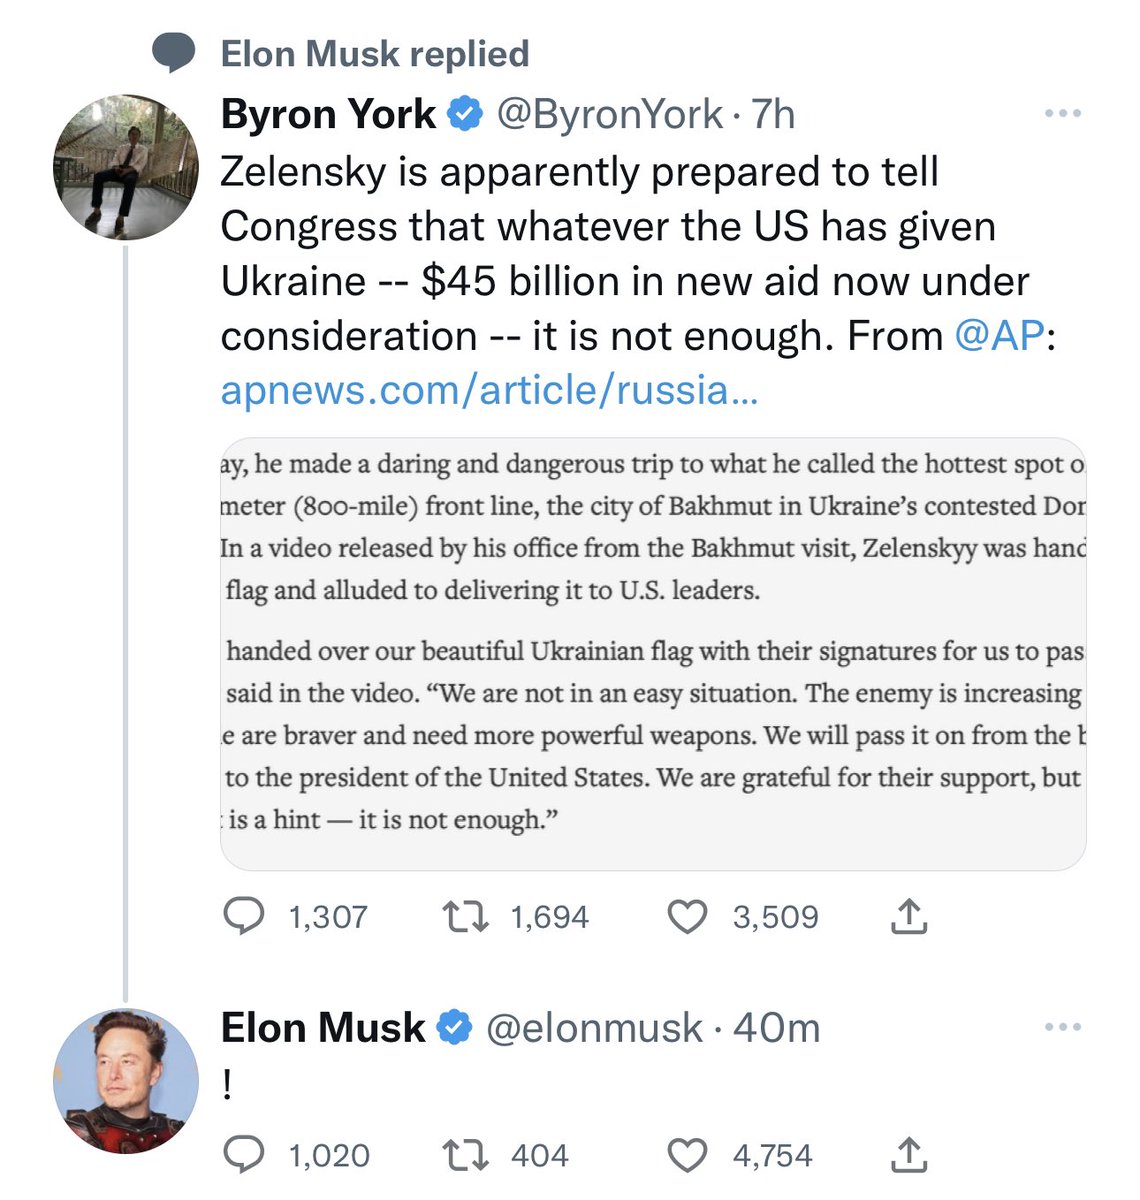 Elon Musk replied
Byron York @ByronYork · 7h
Zelensky is apparently prepared to tell
Congress that whatever the US has given
Ukraine -- $45 billion in new aid now under
consideration -- it is not enough. From @AP:
apnews.com/article/russia...
ay, he made a daring and dangerous trip to what he called the hottest spot o
meter (800-mile) front line, the city of Bakhmut in Ukraine’s contested Don
In a video released by his office from the Bakhmut visit, Zelenskyy was hand
flag and alluded to delivering it to U.S. leaders.
handed over our beautiful Ukrainian flag with their signatures for us to pas
said in the video. “We are not in an easy situation. The enemy is increasing
e are braver and need more powerful weapons. We will pass it on from the b
to the president of the United States. We are grateful for their support, but
is a hint — it is not enough.”
1,307 1,694 3,509
Elon Musk @elonmusk · 40m
!
1,020 404 4,754